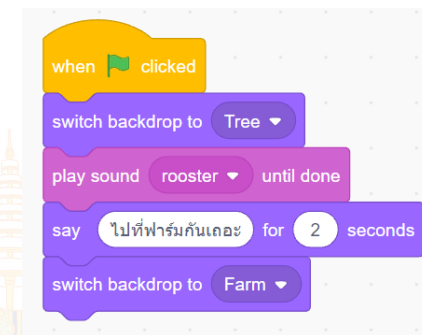 when clicked
switch backdrop to Tree
play sound rooster until done
say ไปที่ฟาร์มกันเถอะ for 2 seconds
switch backdrop to Farm